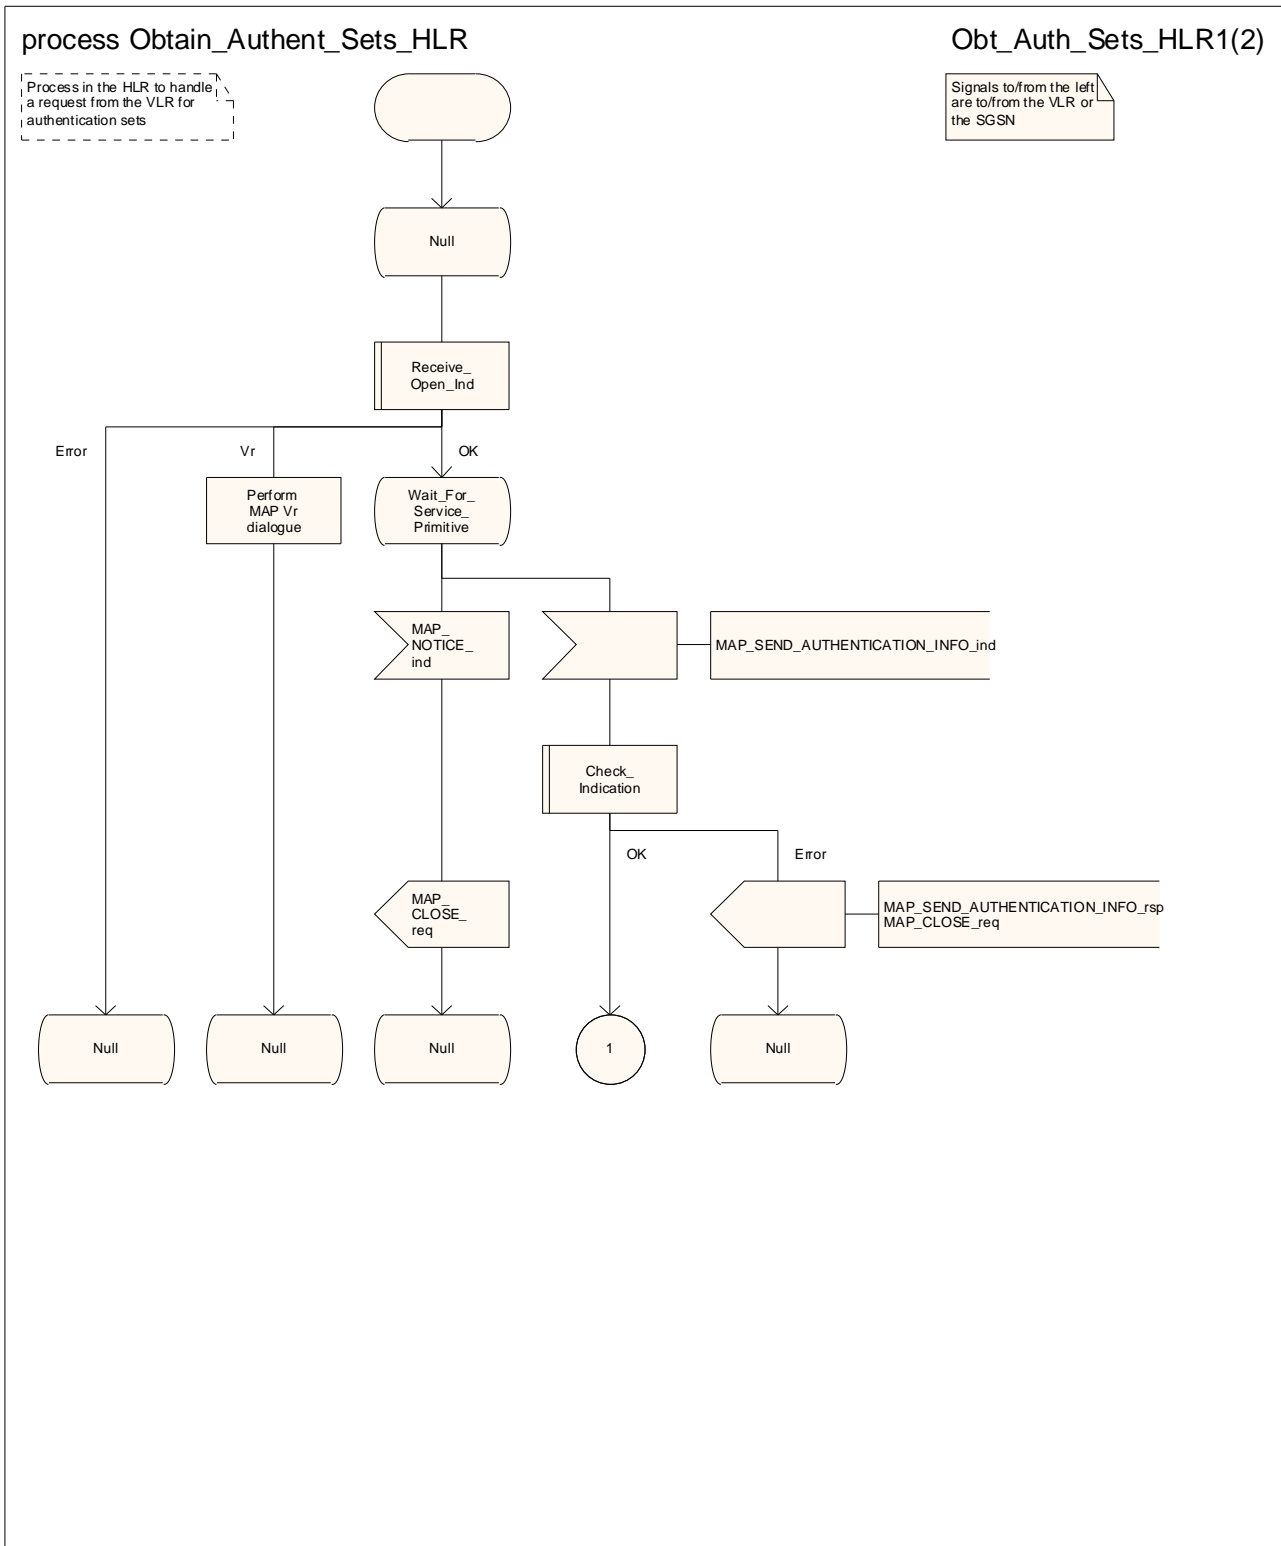 process Obtain_Authent_Sets_HLR
Obt_Auth_Sets_HLR1(2)
Process in the HLR to handle
a request from the VLR for
authentication sets
Signals to/from the left
are to/from the VLR or
the SGSN
Null
Receive_
Open_Ind
Error
Vr
OK
Perform
MAP Vr
dialogue
Wait_For_
Service_
Primitive
MAP_
NOTICE_
ind
MAP_SEND_AUTHENTICATION_INFO_ind
Check_
Indication
OK
Error
MAP_
CLOSE_
req
MAP_SEND_AUTHENTICATION_INFO_rsp
MAP_CLOSE_req
Null
Null
Null
1
Null